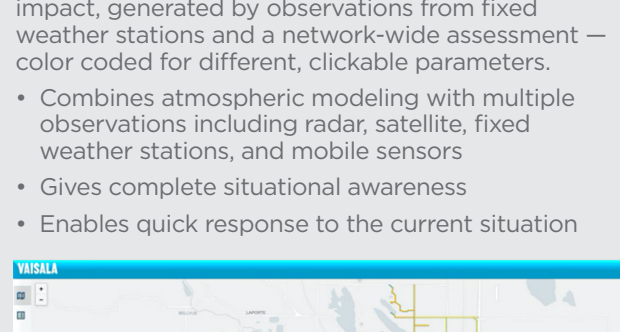 impact, generated by observations from fixed
weather stations and a network-wide assessment —
color coded for different, clickable parameters.
• Combines atmospheric modeling with multiple
observations including radar, satellite, fixed
weather stations, and mobile sensors
• Gives complete situational awareness
• Enables quick response to the current situation
VAISALA
+
LAPORTE
-